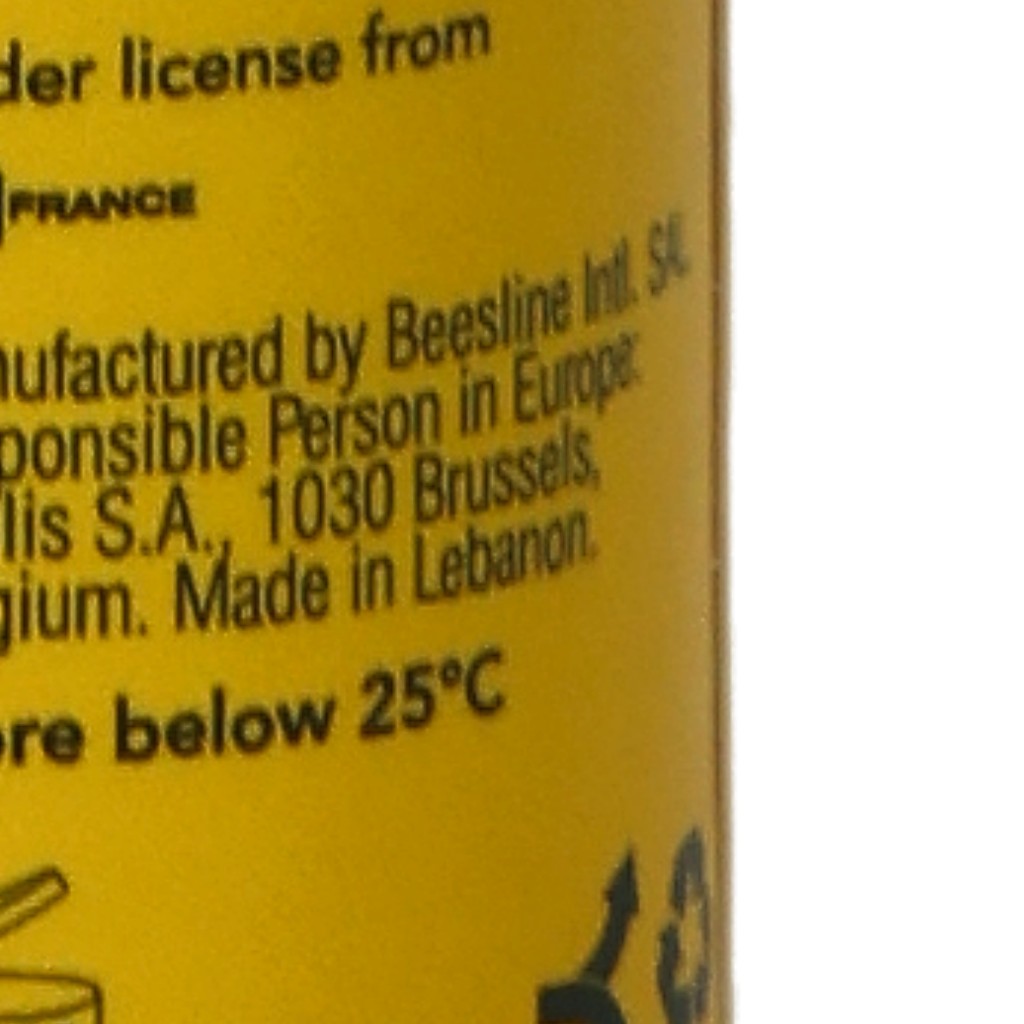 der license from
FRANCE
nufactured by Beesline Intl. SAL
ponsible Person in Europe:
lis S.A., 1030 Brussels,
gium. Made in Lebanon.
ore below 25°C